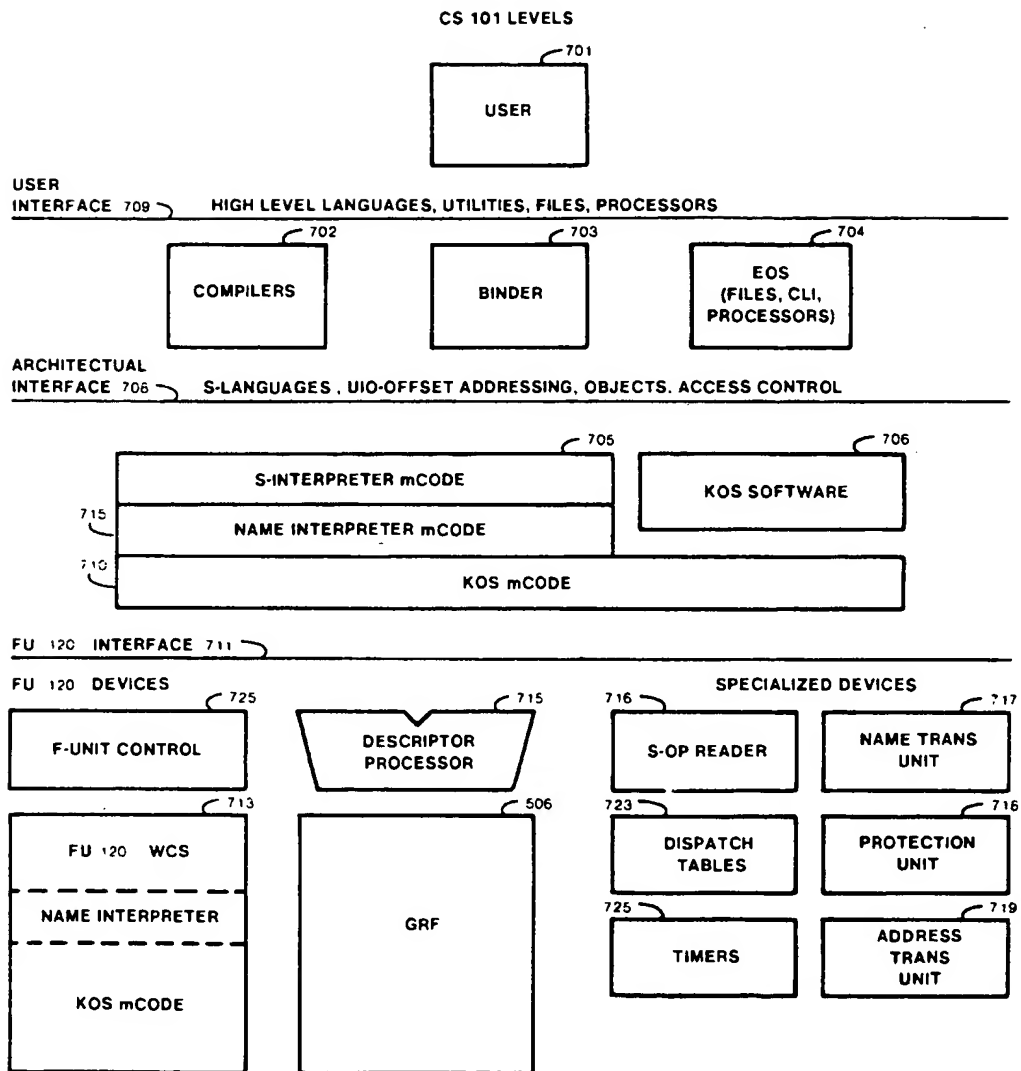 CS 101 LEVELS
701
USER
USER
INTERFACE 709
HIGH LEVEL LANGUAGES, UTILITIES, FILES, PROCESSORS
702
703
704
COMPILERS
BINDER
EOS
(FILES, CLI,
PROCESSORS)
ARCHITECTUAL
INTERFACE 708
S-LANGUAGES , UIO-OFFSET ADDRESSING, OBJECTS. ACCESS CONTROL
705
706
S-INTERPRETER mCODE
KOS SOFTWARE
715
NAME INTERPRETER mCODE
710
KOS mCODE
FU 120 INTERFACE 711
FU 120 DEVICES
SPECIALIZED DEVICES
725
715
716
717
F-UNIT CONTROL
DESCRIPTOR
PROCESSOR
S-OP READER
NAME TRANS
UNIT
713
506
723
718
FU 120 WCS
DISPATCH
TABLES
PROTECTION
UNIT
NAME INTERPRETER
GRF
725
719
TIMERS
ADDRESS
TRANS
UNIT
KOS mCODE